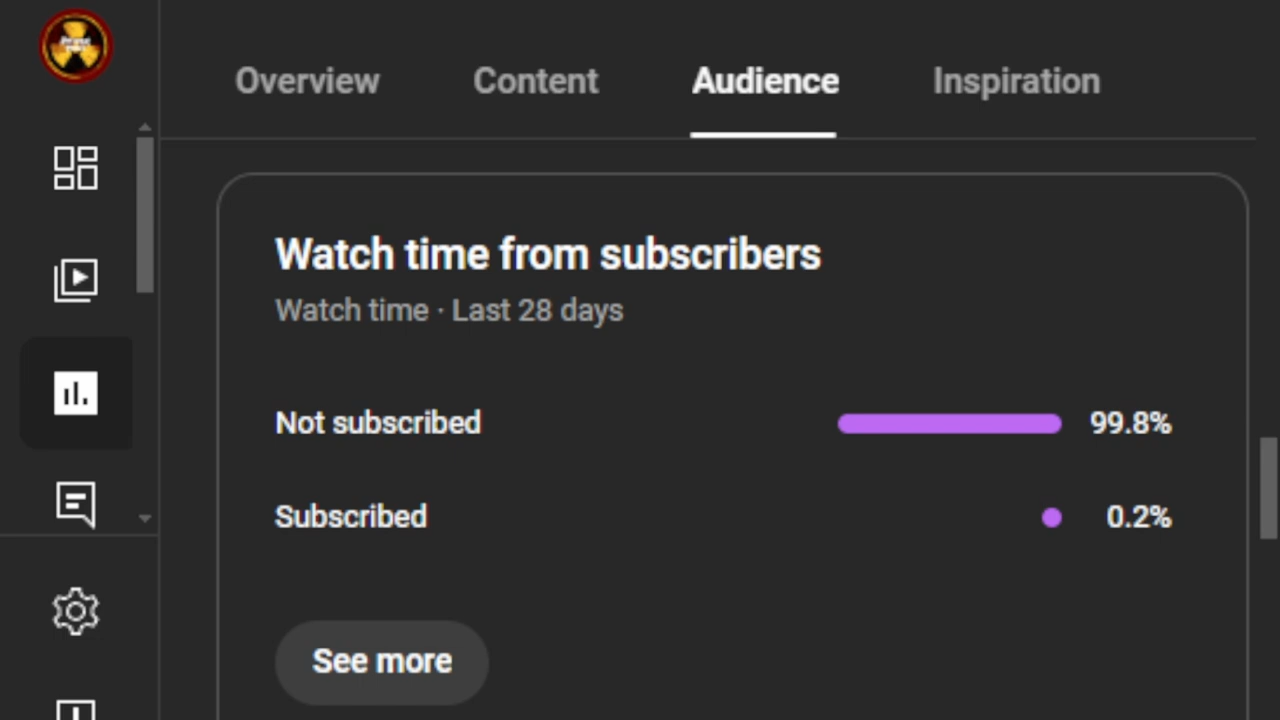 Overview Content Audience Inspiration
Watch time from subscribers
Watch time · Last 28 days
Not subscribed 99.8%
Subscribed 0.2%
See more